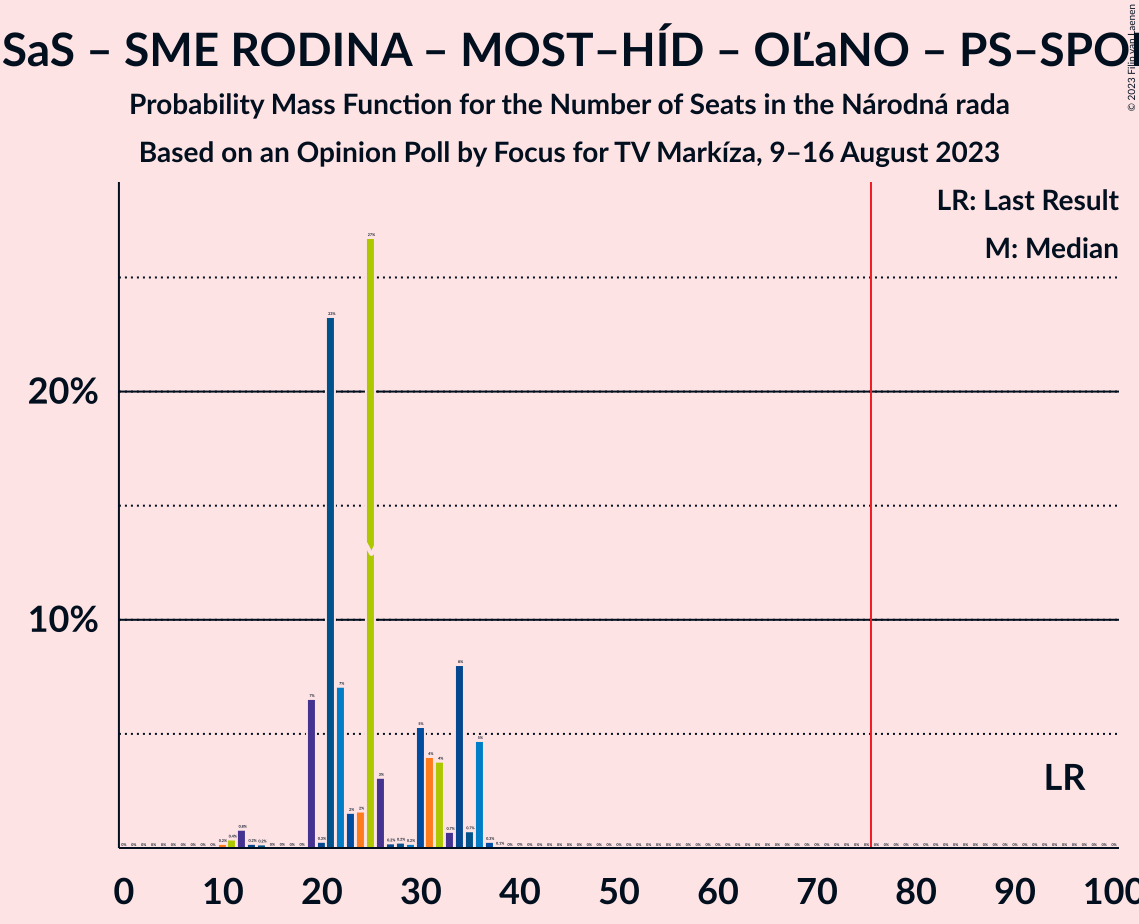 SaS – SME RODINA – MOST–HÍD – OĽaNO – PS–SPO
Probability Mass Function for the Number of Seats in the Národná rada
Based on an Opinion Poll by Focus for TV Markíza, 9–16 August 2023
© 2023 Filip van Laenen
LR: Last Result
M: Median
20%
10%
LR
0 10 20 30 40 50 60 70 80 90 100